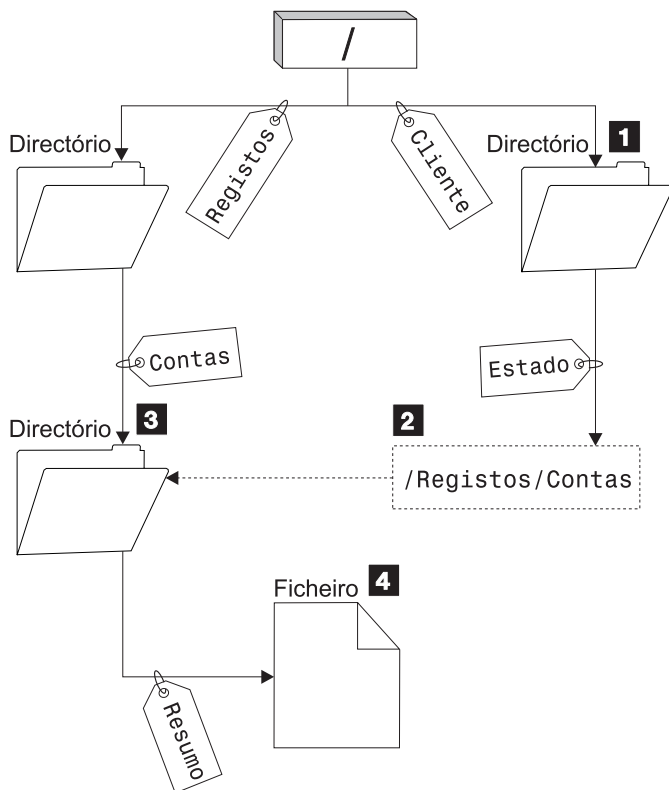 /
Registos
Cliente
Directório
Directório 1
Contas
Estado
Directório 3
2
/Registos/Contas
Ficheiro 4
Resumo